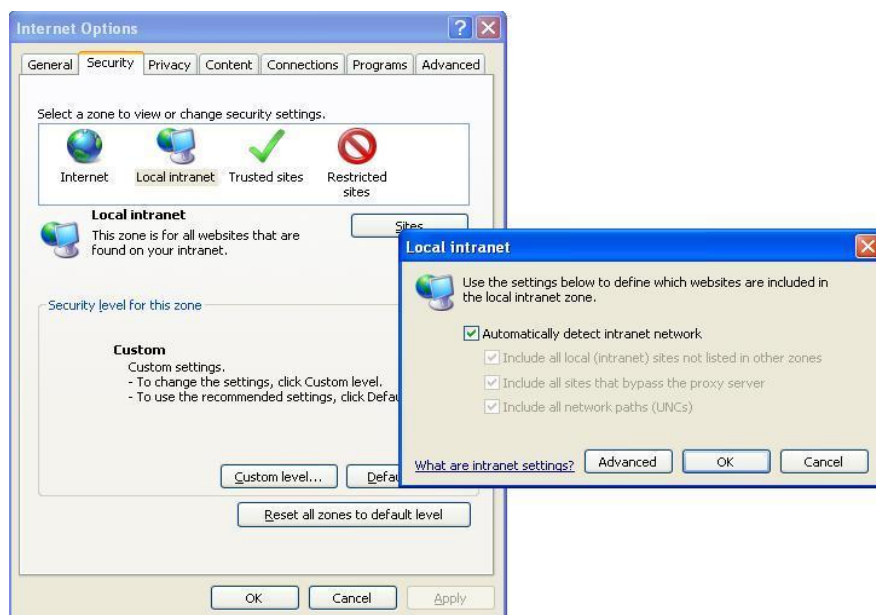 Internet Options
General Security Privacy Content Connections Programs Advanced
Select a zone to view or change security settings.
Internet Local intranet Trusted sites Restricted
sites
Local intranet
This zone is for all websites that are
found on your intranet.
Sites
Security level for this zone
Custom
Custom settings.
- To change the settings, click Custom level.
- To use the recommended settings, click Defau
Custom level... Defau
Reset all zones to default level
OK Cancel Apply
Local intranet
Use the settings below to define which websites are included in
the local intranet zone.
Automatically detect intranet network
Include all local (intranet) sites not listed in other zones
Include all sites that bypass the proxy server
Include all network paths (UNCs)
What are intranet settings? Advanced OK Cancel